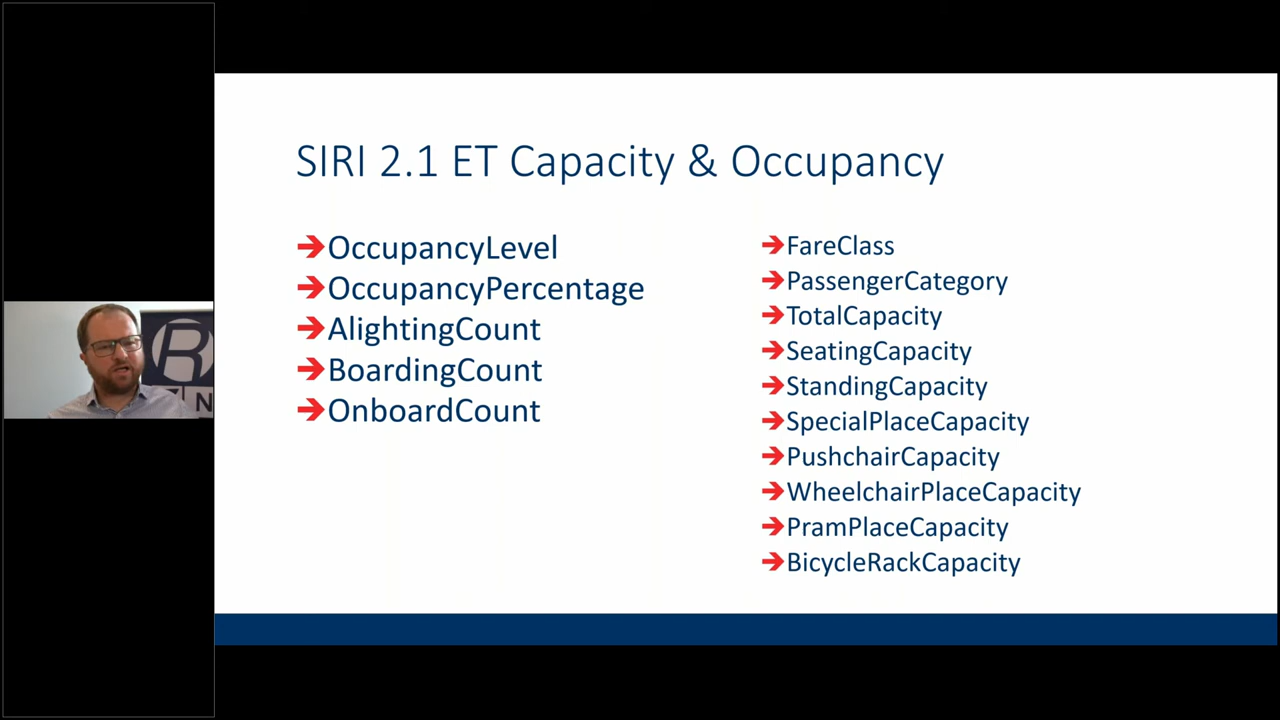 SIRI 2.1 ET Capacity & Occupancy
OccupancyLevel
OccupancyPercentage
AlightingCount
BoardingCount
OnboardCount
FareClass
PassengerCategory
TotalCapacity
SeatingCapacity
StandingCapacity
SpecialPlaceCapacity
PushchairCapacity
WheelchairPlaceCapacity
PramPlaceCapacity
BicycleRackCapacity
R
N